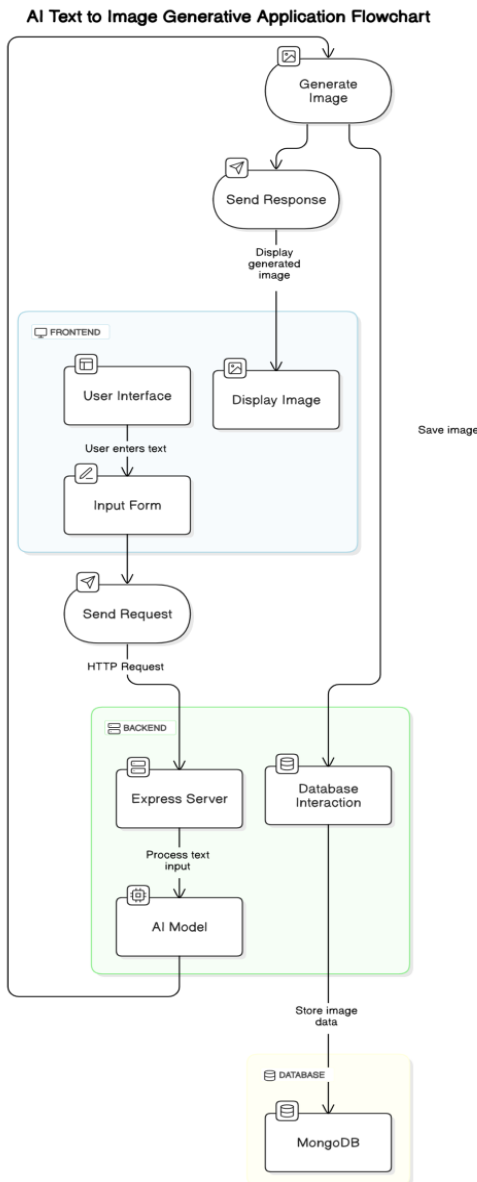 AI Text to Image Generative Application Flowchart
Generate
Image
Send Response
Display
generated
image
FRONTEND
User Interface
Display Image
User enters text
Save image
Input Form
Send Request
HTTP Request
BACKEND
Express Server
Database
Interaction
Process text
input
AI Model
Store image
data
DATABASE
MongoDB